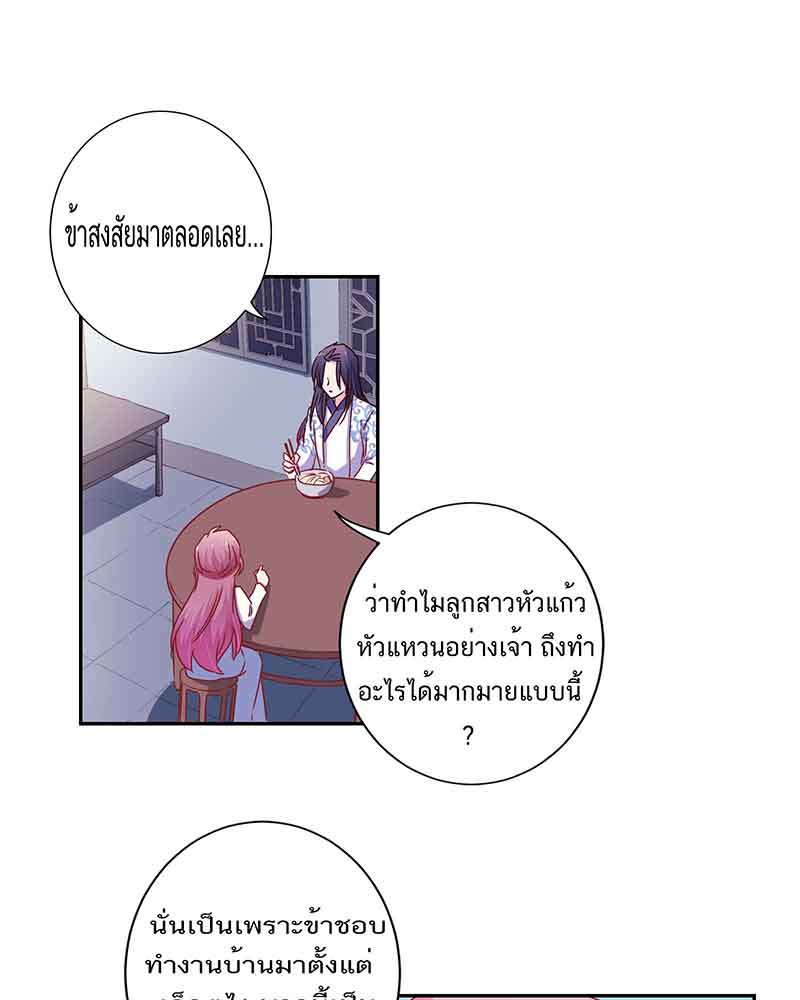 ข้าสงสัยมาตลอดเลย...
ว่าทำไมลูกสาวหัวแก้ว
หัวแหวนอย่างเจ้า ถึงทำ
อะไรได้มากมายแบบนี้
?
นั่นเป็นเพราะข้าชอบ
ทำงานบ้านมาตั้งแต่